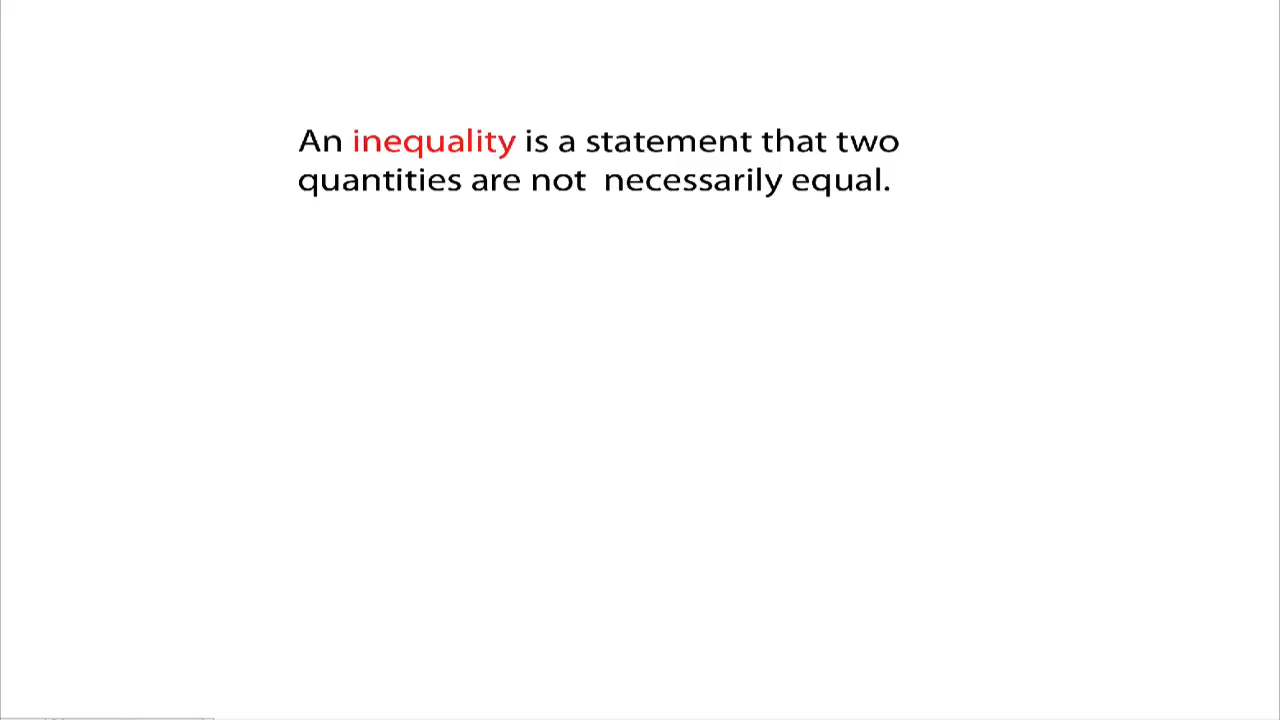 An inequality is a statement that two
quantities are not  necessarily equal.